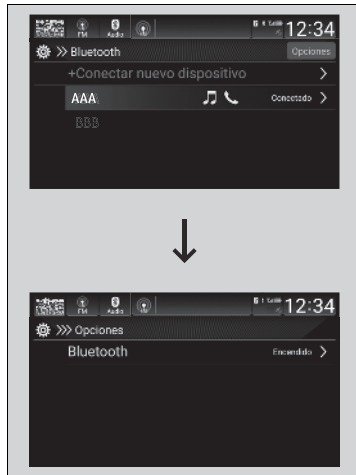 FM Audio 12:34
Bluetooth Opciones
+Conectar nuevo dispositivo
AAA Conectado
BBB
FM Audio 12:34
Opciones
Bluetooth Encendido